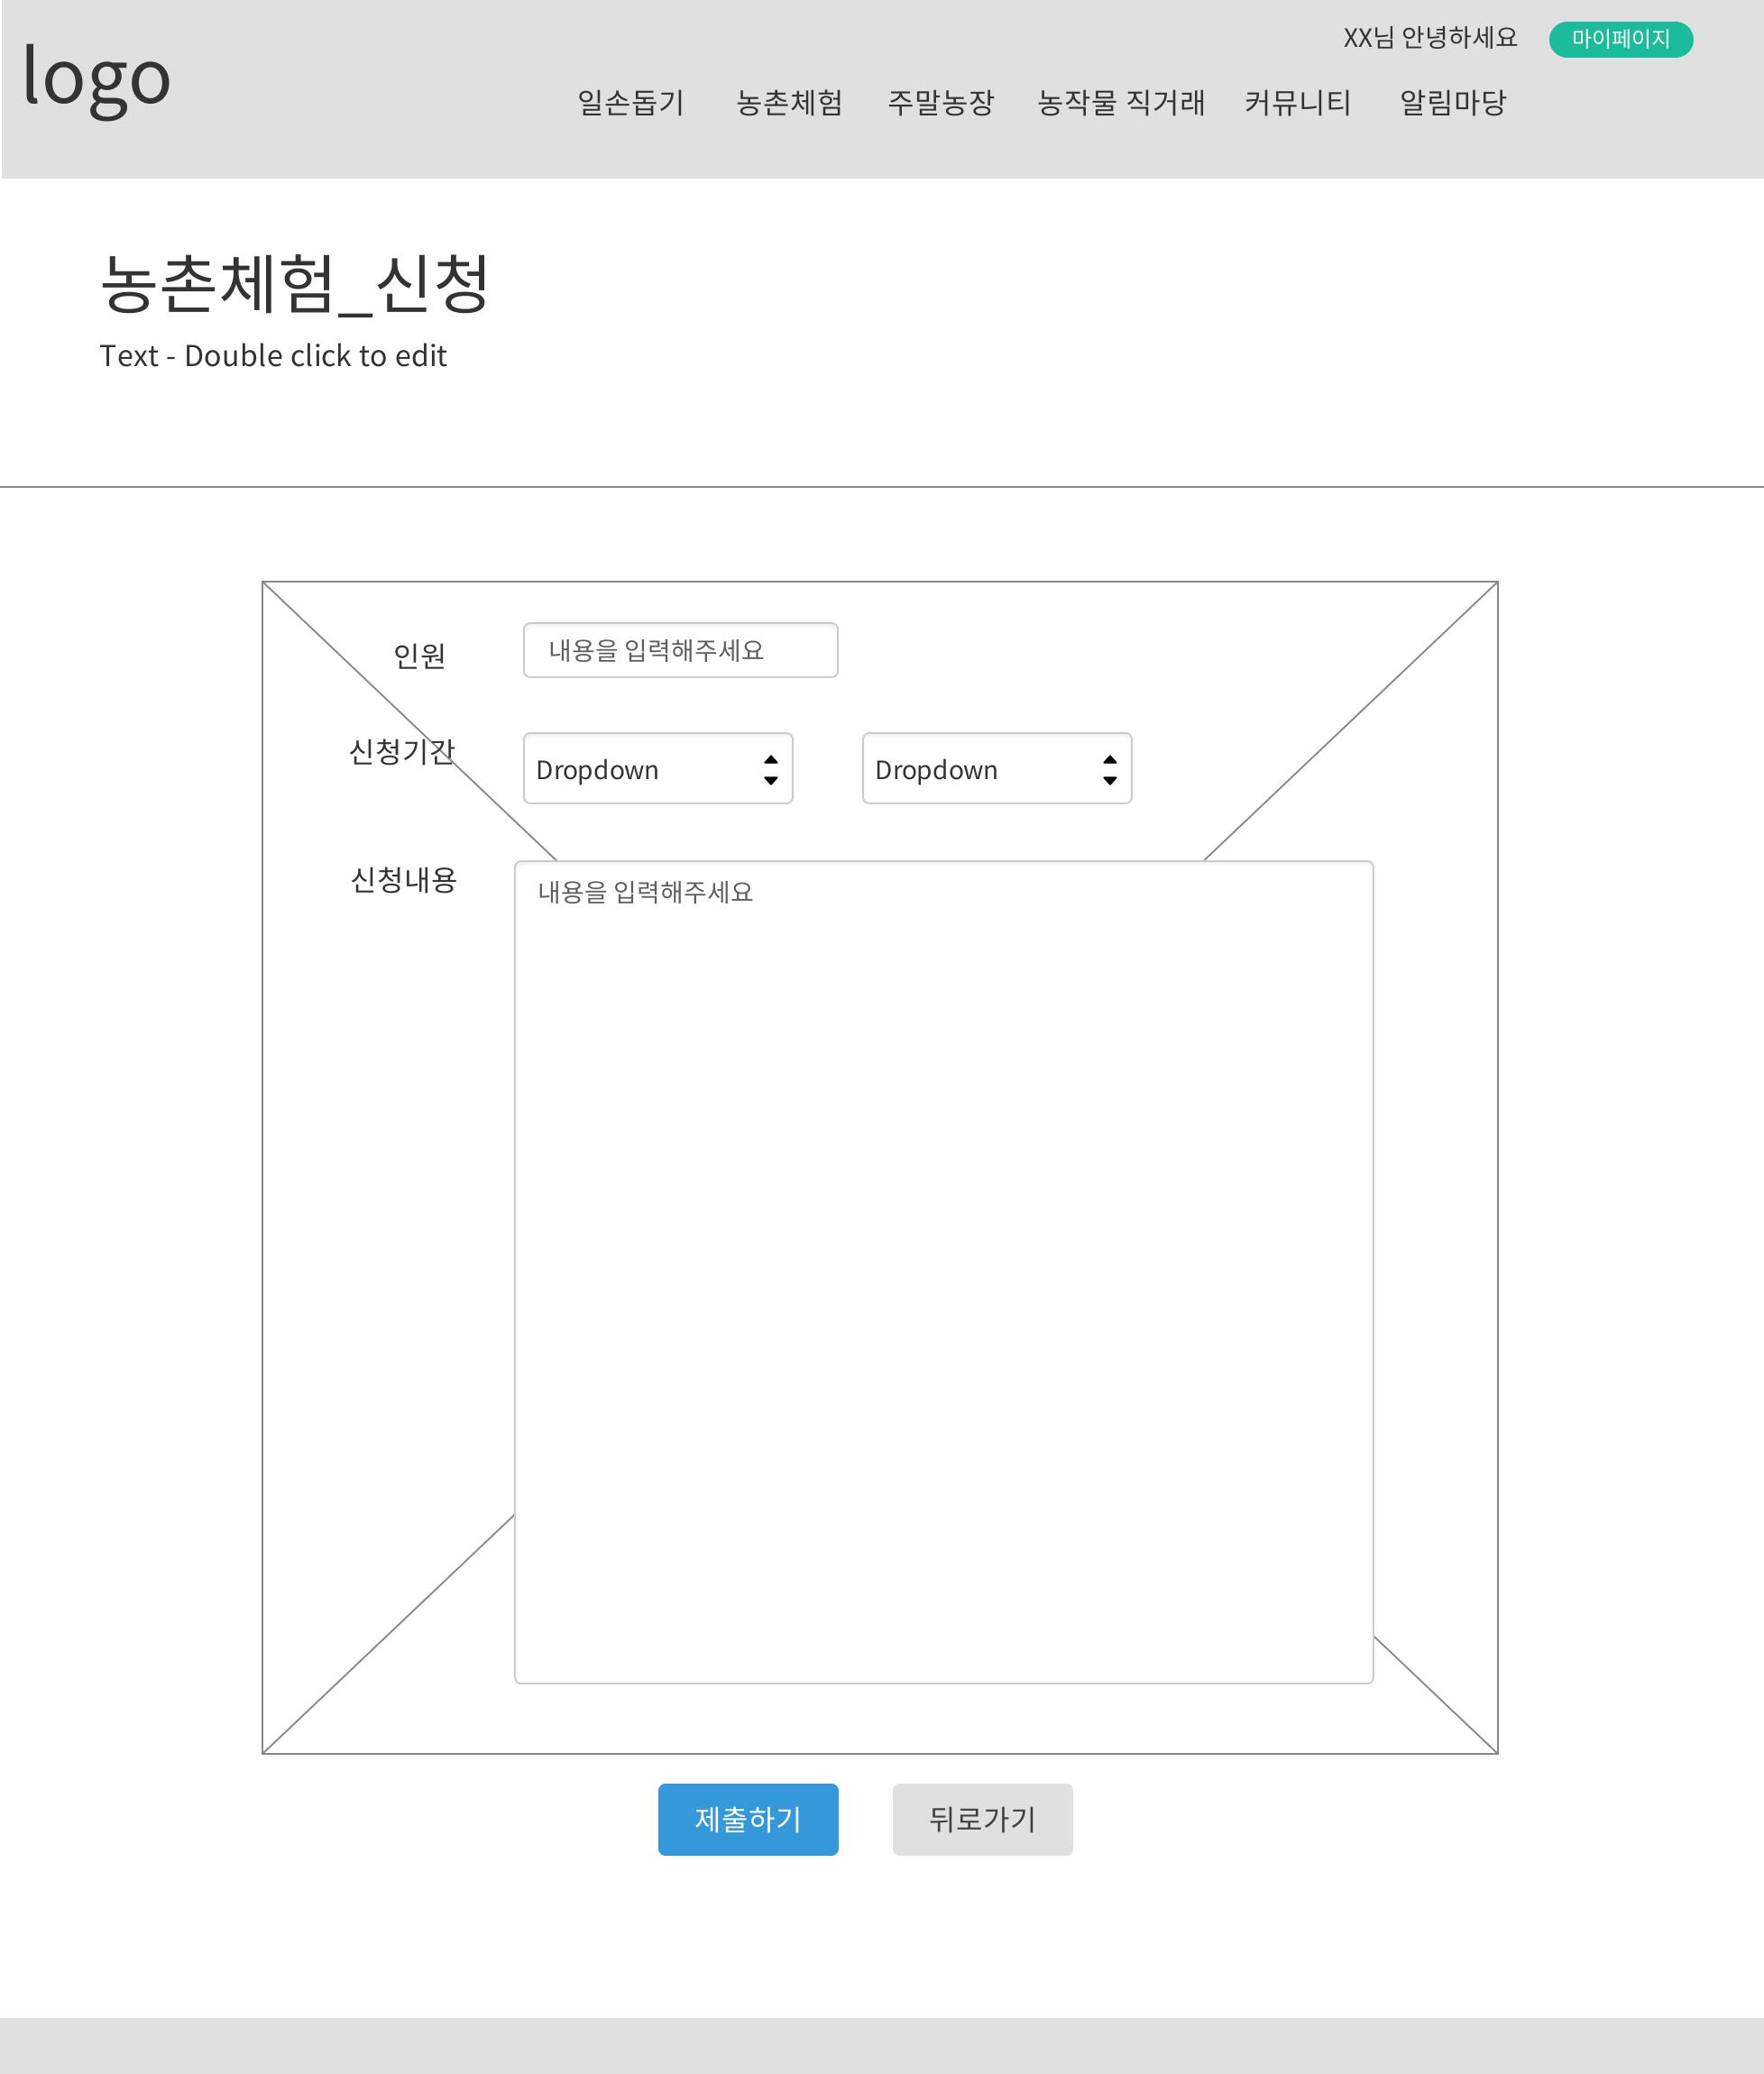 logo
XX님 안녕하세요
마이페이지
일손돕기 농촌체험 주말농장 농작물 직거래 커뮤니티 알림마당
농촌체험_신청
Text - Double click to edit
인원
내용을 입력해주세요
신청기간
Dropdown
Dropdown
신청내용
내용을 입력해주세요
제출하기
뒤로가기